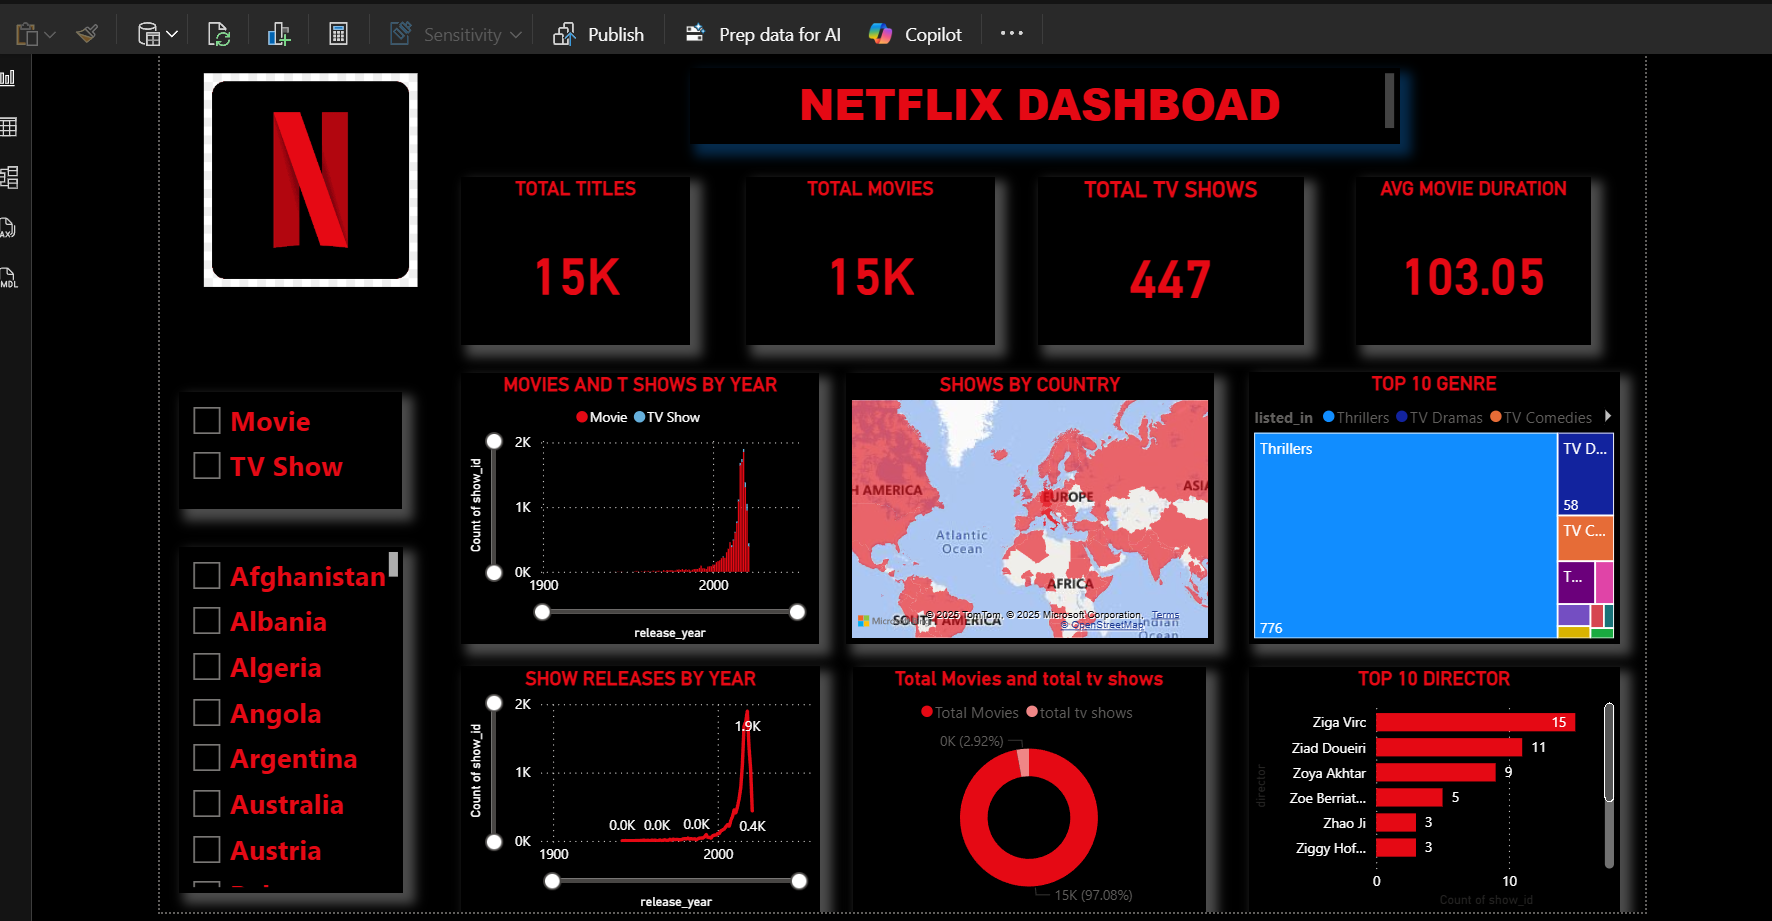 Sensitivity
Publish
Prep data for AI
Copilot
NETFLIX DASHBOAD
TOTAL TITLES
15K
TOTAL MOVIES
15K
TOTAL TV SHOWS
447
AVG MOVIE DURATION
103.05
Movie
TV Show
Afghanistan
Albania
Algeria
Angola
Argentina
Australia
Austria
MOVIES AND T SHOWS BY YEAR
Movie
TV Show
Count of show_id
2K
1K
0K
1900
2000
release_year
SHOWS BY COUNTRY
H AMERICA
EUROPE
ASIA
Atlantic
Ocean
AFRICA
© 2025 TomTom, © 2025 Microsoft Corporation, Terms
© OpenStreetMap
SOUTH AMERICA
Indian
Ocean
TOP 10 GENRE
listed_in Thrillers TV Dramas TV Comedies
Thrillers
776
TV D...
58
TV C...
T...
SHOW RELEASES BY YEAR
Count of show_id
2K
1K
0K
1.9K
0.0K 0.0K 0.0K 0.4K
1900
2000
release_year
Total Movies and total tv shows
Total Movies total tv shows
0K (2.92%)
15K (97.08%)
TOP 10 DIRECTOR
director
Ziga Virc 15
Ziad Doueiri 11
Zoya Akhtar 9
Zoe Berriat... 5
Zhao Ji 3
Ziggy Hof... 3
0 10
Count of show_id